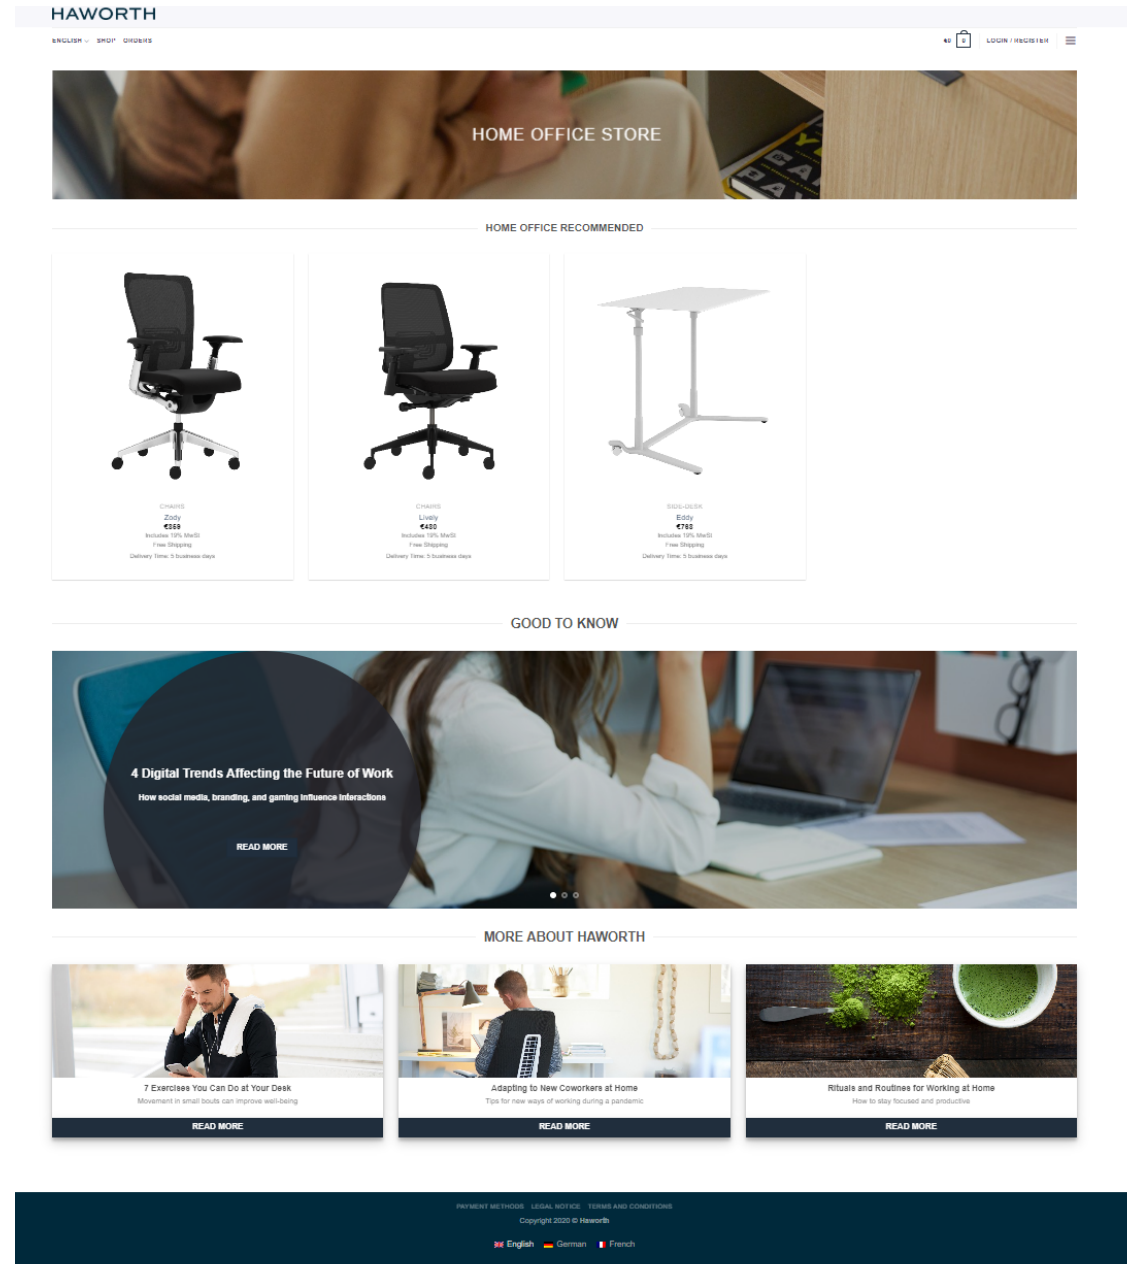 HAWORTH
ENGLISH SHOP ORDERS
€0 0 LOGIN / REGISTER
HOME OFFICE STORE
HOME OFFICE RECOMMENDED
CHAIRS
Zody
Includes 19% MwSt
Free Shipping
Delivery Time: 5 business days
CHAIRS
Lively
Includes 19% MwSt
Free Shipping
Delivery Time: 5 business days
SIDE-DESK
Eddy
Includes 19% MwSt
Free Shipping
Delivery Time: 5 business days
GOOD TO KNOW
4 Digital Trends Affecting the Future of Work
How social media, branding, and gaming influence interactions
READ MORE
MORE ABOUT HAWORTH
7 Exercises You Can Do at Your Desk
Movement in small bouts can improve well-being
READ MORE
Adapting to New Coworkers at Home
Tips for new ways of working during a pandemic
READ MORE
Rituals and Routines for Working at Home
How to stay focused and productive
READ MORE
PAYMENT METHODS LEGAL NOTICE TERMS AND CONDITIONS
Copyright 2020 © Haworth
English German French